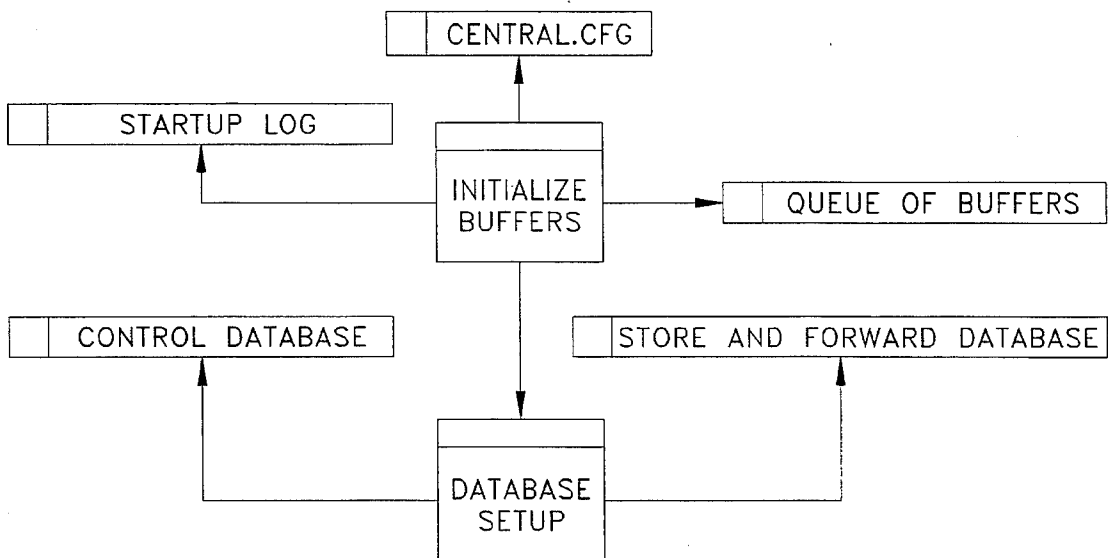 CENTRAL.CFG
STARTUP LOG
INITIALIZE
BUFFERS
QUEUE OF BUFFERS
CONTROL DATABASE
STORE AND FORWARD DATABASE
DATABASE
SETUP